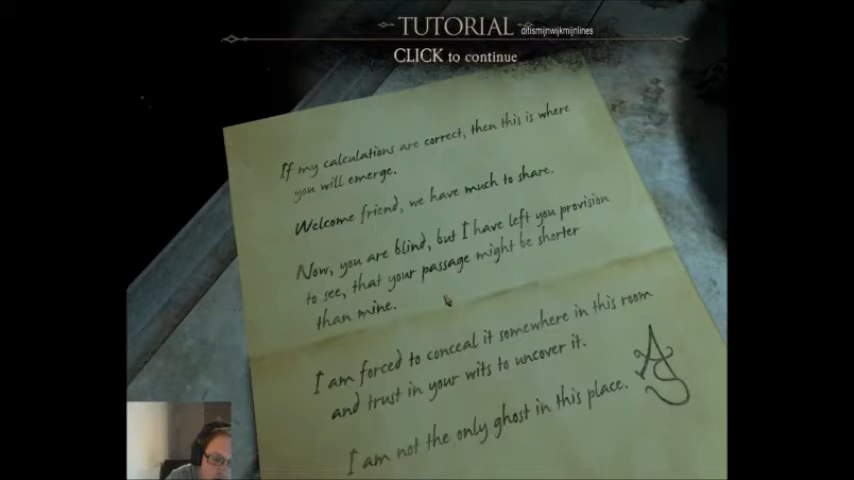 TUTORIAL
ditismijnwijkmijnlines
CLICK to continue
If my calculations are correct, then this is where
you will emerge.
Welcome friend, we have much to share.
Now, you are blind, but I have left you provision
to see, that your passage might be shorter
than mine.
I am forced to conceal it somewhere in this room
and trust in your wits to uncover it.
I am not the only ghost in this place.
AS